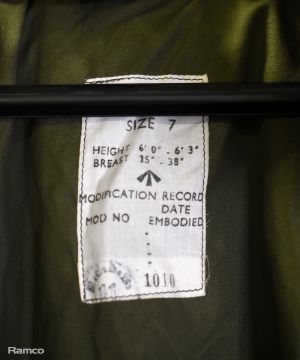 SIZE 7
HEIGHT 6' 0" - 6' 3"
BREAST 35" - 38"
MODIFICATION RECORD
DATE
MOD NO EMBODIED
1010
Ramco